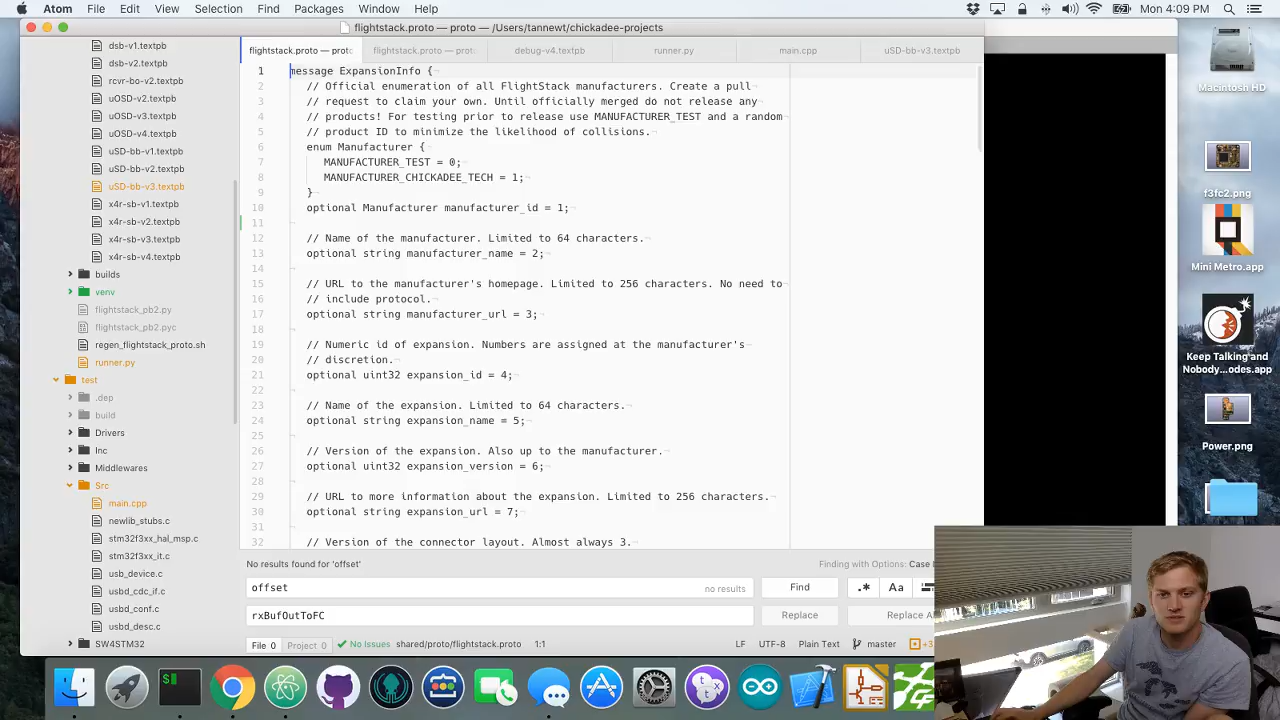 Atom File Edit View Selection Find Packages Window Help Mon 4:09 PM
flightstack.proto — proto /Users/tannewt/chickadee-projects
flightstack.proto — proto flightstack.proto — prot debug-v4.textpb runner.py main.cpp uSD-bb-v3.textpb
dsb-v1.textpb
dsb-v2.textpb
rcvr-bo-v2.textpb
uOSD-v2.textpb
uOSD-v3.textpb
uOSD-v4.textpb
uSD-bb-v1.textpb
uSD-bb-v2.textpb
uSD-bb-v3.textpb
x4r-sb-v1.textpb
x4r-sb-v2.textpb
x4r-sb-v3.textpb
x4r-sb-v4.textpb
builds
venv
flightstack_pb2.py
flightstack_pb2.pyc
regen_flightstack_proto.sh
runner.py
test
.dep
build
Drivers
Inc
Middlewares
Src
main.cpp
newlib_stubs.c
stm32f3xx_hal_msp.c
stm32f3xx_it.c
usb_device.c
usbd_cdc_if.c
usbd_conf.c
usbd_desc.c
SW4STM32
1 message ExpansionInfo {
2 // Official enumeration of all FlightStack manufacturers. Create a pull
3 // request to claim your own. Until officially merged do not release any
4 // products! For testing prior to release use MANUFACTURER_TEST and a random
5 // product ID to minimize the likelihood of collisions.
6 enum Manufacturer {
7 MANUFACTURER_TEST = 0;
8 MANUFACTURER_CHICKADEE_TECH = 1;
9 }
10 optional Manufacturer manufacturer_id = 1;
11
12 // Name of the manufacturer. Limited to 64 characters.
13 optional string manufacturer_name = 2;
14
15 // URL to the manufacturer's homepage. Limited to 256 characters. No need to
16 // include protocol.
17 optional string manufacturer_url = 3;
18
19 // Numeric id of expansion. Numbers are assigned at the manufacturer's
20 // discretion.
21 optional uint32 expansion_id = 4;
22
23 // Name of the expansion. Limited to 64 characters.
24 optional string expansion_name = 5;
25
26 // Version of the expansion. Also up to the manufacturer.
27 optional uint32 expansion_version = 6;
28
29 // URL to more information about the expansion. Limited to 256 characters.
30 optional string expansion_url = 7;
31
32 // Version of the connector layout. Almost always 3.
No results found for 'offset' Finding with Options: Case
offset no results Find .* Aa
rxBufOutToFC Replace Replace Al
File 0 Project 0 No Issues shared/proto/flightstack.proto 1:1 LF UTF-8 Plain Text master
Macintosh HD
f3fc2.png
Mini Metro.app
Keep Talking and
Nobody...odes.app
Power.png